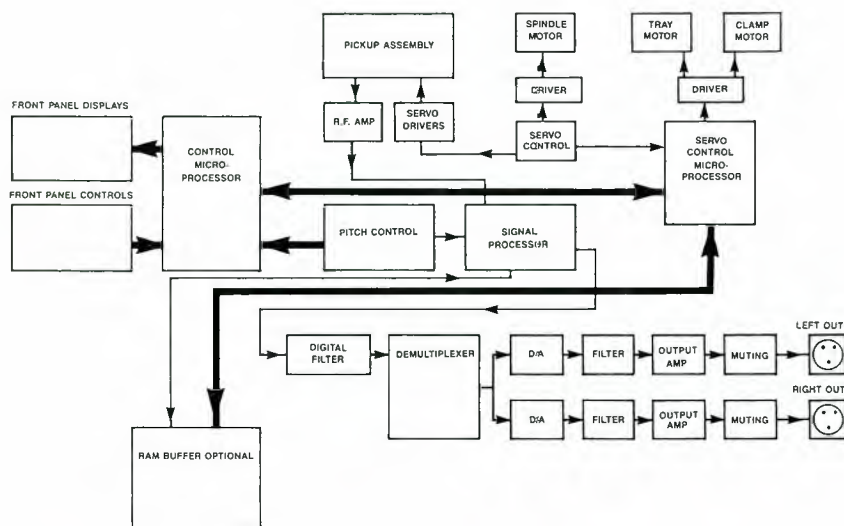 SPINDLE
MOTOR
TRAY
MOTOR
CLAMP
MOTOR
PICKUP ASSEMBLY
DRIVER
DRIVER
FRONT PANEL DISPLAYS
R.F. AMP
SERVO
DRIVERS
SERVO
CONTROL
CONTROL
MICRO-
PROCESSOR
SERVO
CONTROL
MICRO-
PROCESSOR
FRONT PANEL CONTROLS
PITCH CONTROL
SIGNAL
PROCESSOR
LEFT OUT
DIGITAL
FILTER
DEMULTIPLEXER
D/A
FILTER
OUTPUT
AMP
MUTING
RIGHT OUT
D/A
FILTER
OUTPUT
AMP
MUTING
RAM BUFFER OPTIONAL